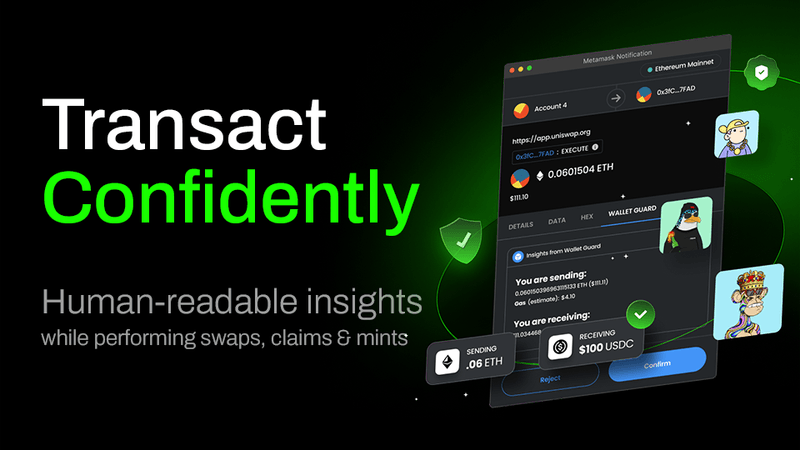 Transact
Confidently
Human-readable insights
while performing swaps, claims & mints
Metamask Notification
Ethereum Mainnet
Account 4
0x3fC...7FAD
https://app.uniswap.org
0x3fC...7FAD : EXECUTE
0.0601504 ETH
$111.10
DETAILS
DATA
HEX
WALLET GUARD
Insights from Wallet Guard
You are sending:
0.060150396963115133 ETH ($111.11)
Gas (estimate): $4.10
You are receiving:
SENDING
.06 ETH
RECEIVING
$100 USDC
Reject
Confirm